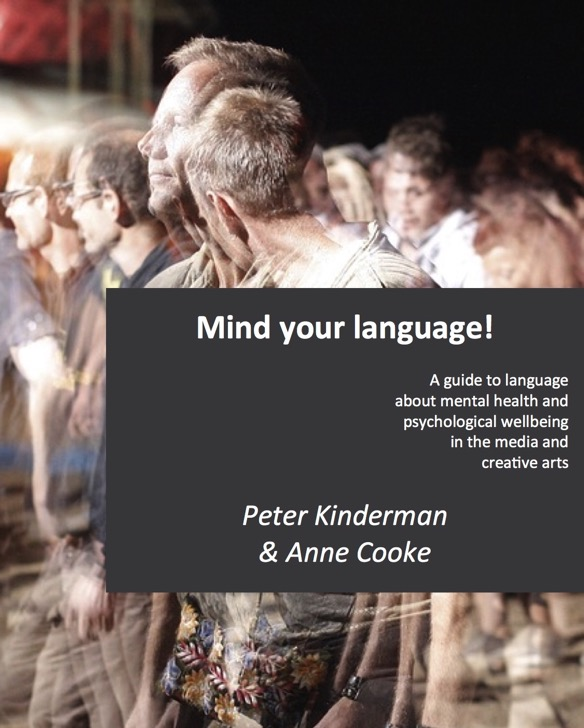 Mind your language!
A guide to language
about mental health and
psychological wellbeing
in the media and
creative arts
Peter Kinderman
& Anne Cooke